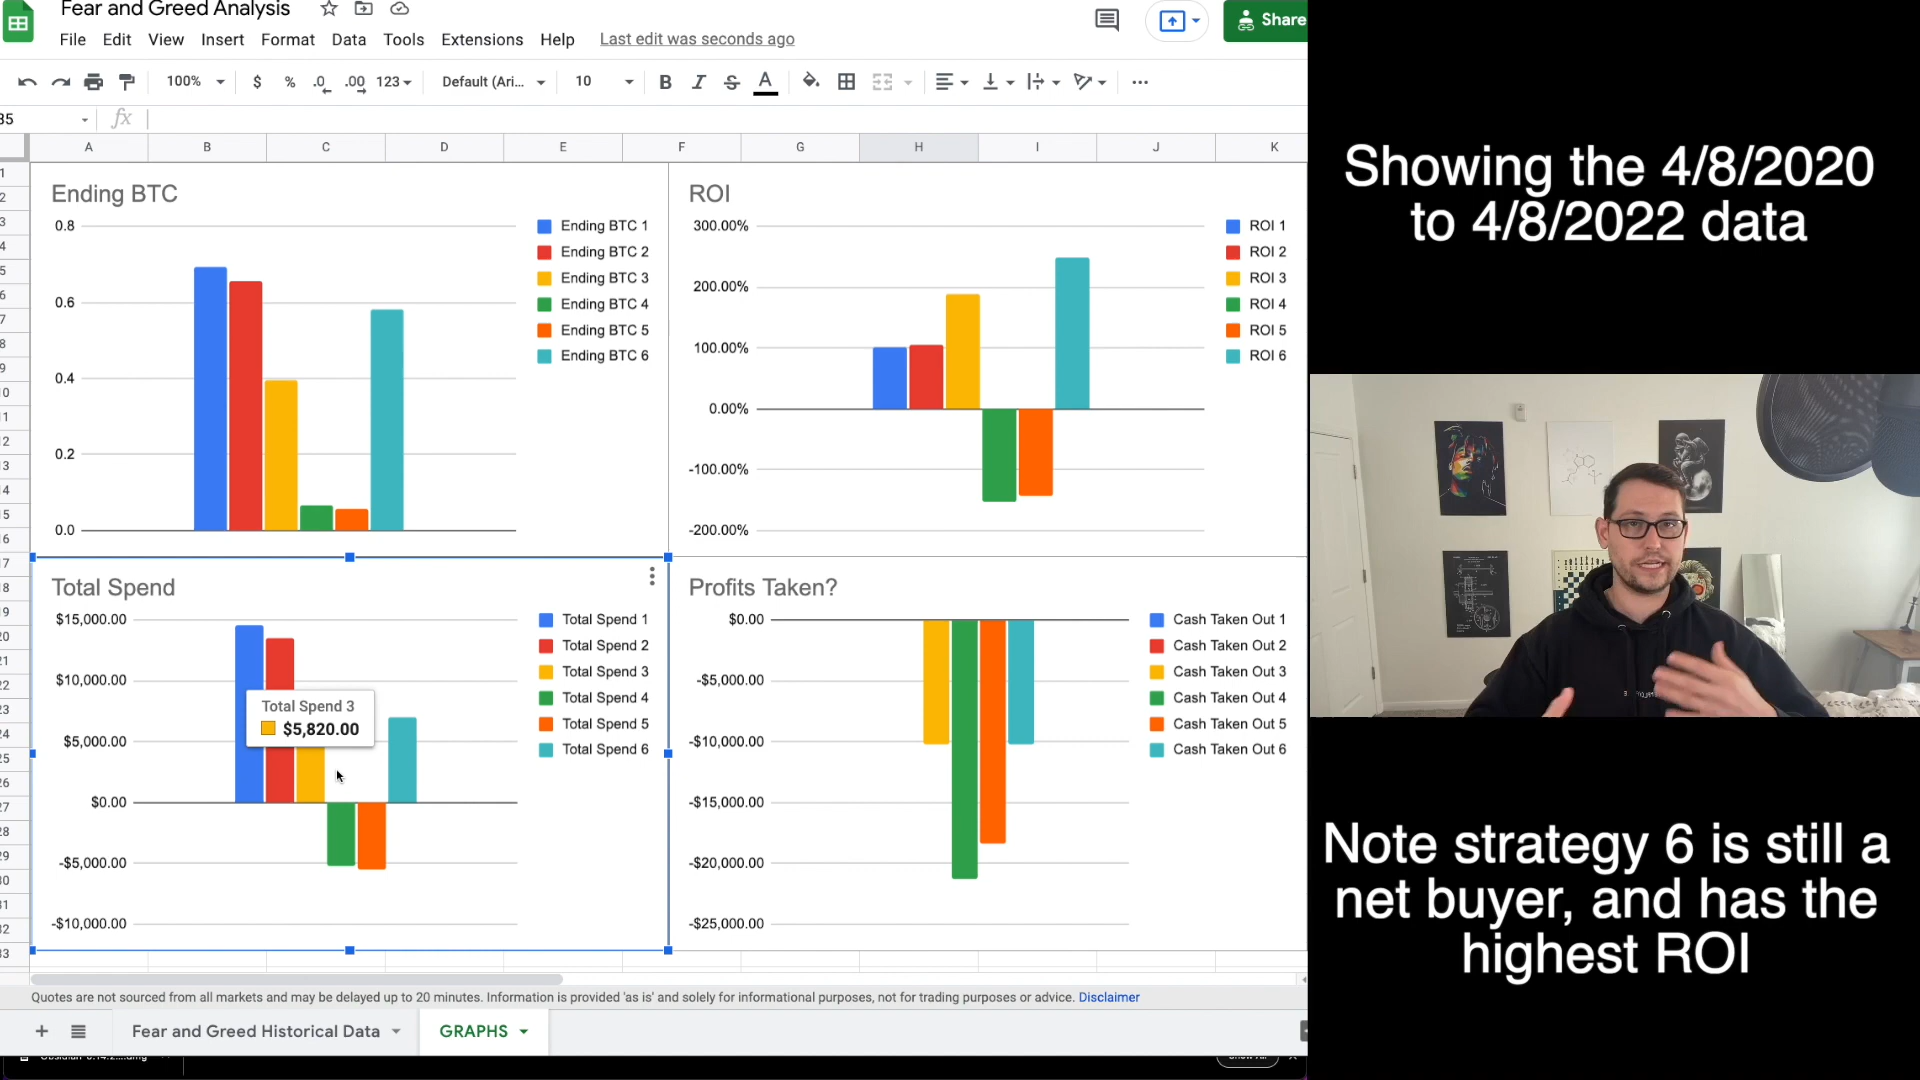 Fear and Greed Analysis
File Edit View Insert Format Data Tools Extensions Help Last edit was seconds ago
Share
100% $ % .0 .00 123 Default (Ari... 10 B I S A
35 fx
A B C D E F G H I J K
Ending BTC
0.8
0.6
0.4
0.2
0.0
Ending BTC 1
Ending BTC 2
Ending BTC 3
Ending BTC 4
Ending BTC 5
Ending BTC 6
ROI
300.00%
200.00%
100.00%
0.00%
-100.00%
-200.00%
ROI 1
ROI 2
ROI 3
ROI 4
ROI 5
ROI 6
Total Spend
$15,000.00
$10,000.00
$5,000.00
$0.00
-$5,000.00
-$10,000.00
Total Spend 3
$5,820.00
Total Spend 1
Total Spend 2
Total Spend 3
Total Spend 4
Total Spend 5
Total Spend 6
Profits Taken?
$0.00
-$5,000.00
-$10,000.00
-$15,000.00
-$20,000.00
-$25,000.00
Cash Taken Out 1
Cash Taken Out 2
Cash Taken Out 3
Cash Taken Out 4
Cash Taken Out 5
Cash Taken Out 6
Quotes are not sourced from all markets and may be delayed up to 20 minutes. Information is provided 'as is' and solely for informational purposes, not for trading purposes or advice. Disclaimer
Fear and Greed Historical Data
GRAPHS
Showing the 4/8/2020
to 4/8/2022 data
Note strategy 6 is still a
net buyer, and has the
highest ROI